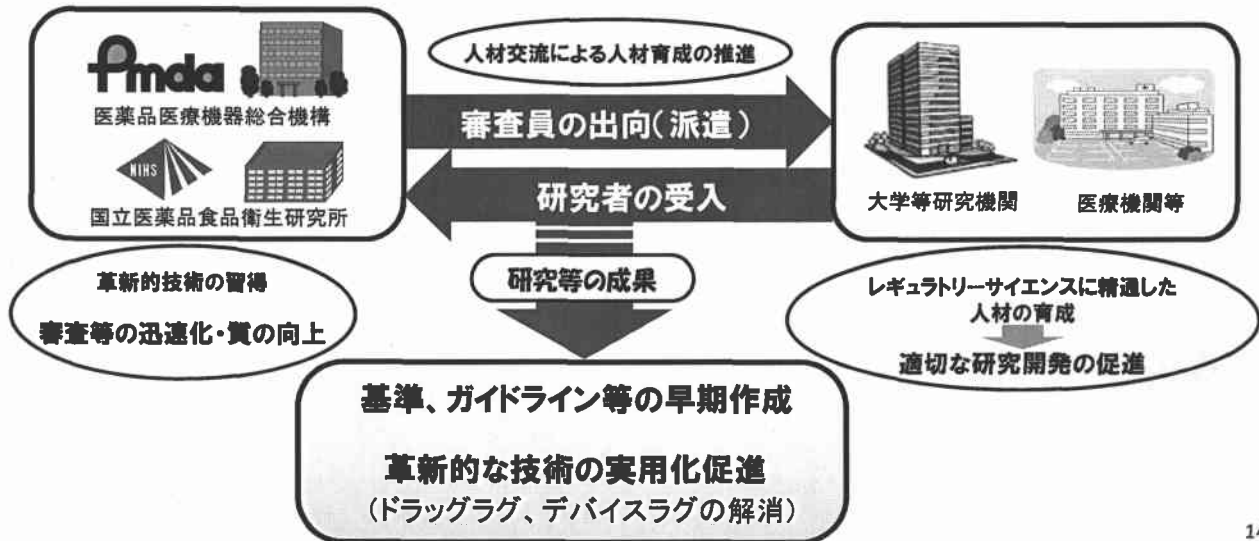 Pmda
医薬品医療機器総合機構
NIHS
国立医薬品食品衛生研究所
人材交流による人材育成の推進
審査員の出向(派遣)
研究者の受入
大学等研究機関
医療機関等
革新的技術の習得
審査等の迅速化・質の向上
研究等の成果
レギュラトリーサイエンスに精通した
人材の育成
適切な研究開発の促進
基準、ガイドライン等の早期作成
革新的な技術の実用化促進
(ドラッグラグ、デバイスラグの解消)
14